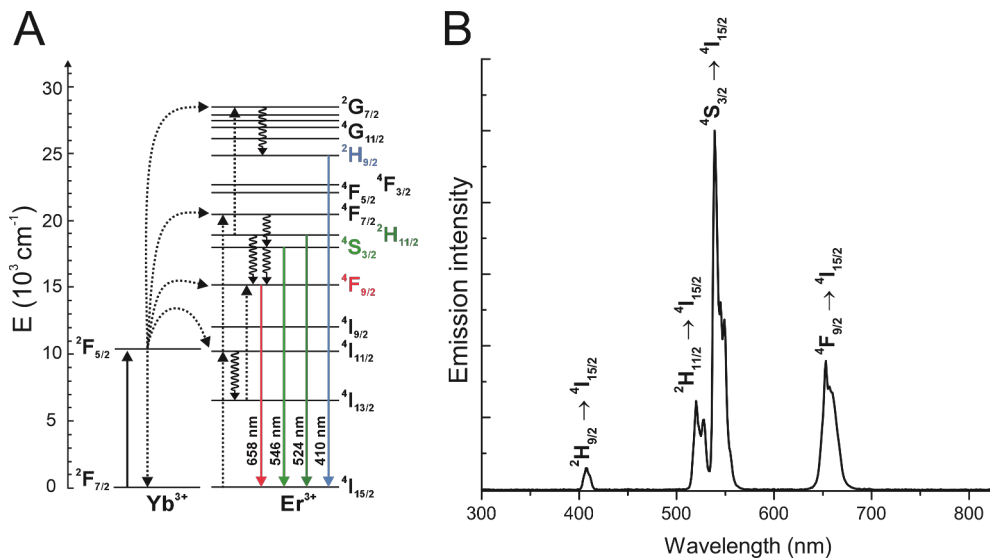 A
E (10³ cm⁻¹)
30
25
20
15
10
5
0
²F₅/₂
²F₇/₂
Yb³⁺
Er³⁺
²G₇/₂
⁴G₁₁/₂
²H₉/₂
⁴F₃/₂
⁴F₅/₂
⁴F₇/₂
²H₁₁/₂
⁴S₃/₂
⁴F₉/₂
⁴I₉/₂
⁴I₁₁/₂
⁴I₁₃/₂
⁴I₁₅/₂
658 nm
546 nm
524 nm
410 nm
B
Emission intensity
²H₉/₂ → ⁴I₁₅/₂
²H₁₁/₂ → ⁴I₁₅/₂
⁴S₃/₂ → ⁴I₁₅/₂
⁴F₉/₂ → ⁴I₁₅/₂
300 400 500 600 700 800
Wavelength (nm)